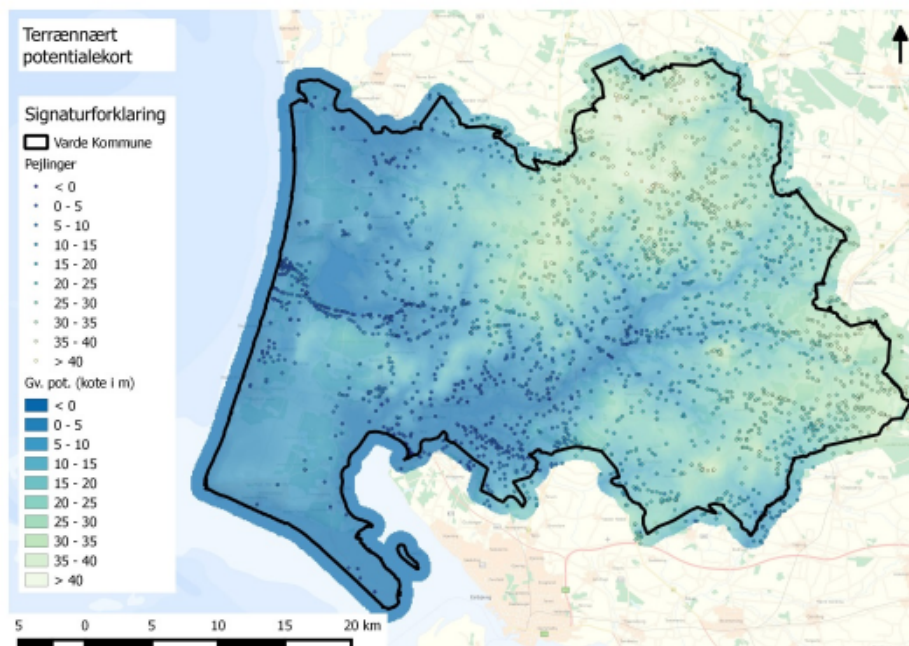 Terrænnært
potentialekort
Signaturforklaring
Varde Kommune
Pejlinger
< 0
0 - 5
5 - 10
10 - 15
15 - 20
20 - 25
25 - 30
30 - 35
35 - 40
> 40
Gv. pot. (kote i m)
< 0
0 - 5
5 - 10
10 - 15
15 - 20
20 - 25
25 - 30
30 - 35
35 - 40
> 40
5 0 5 10 15 20 km